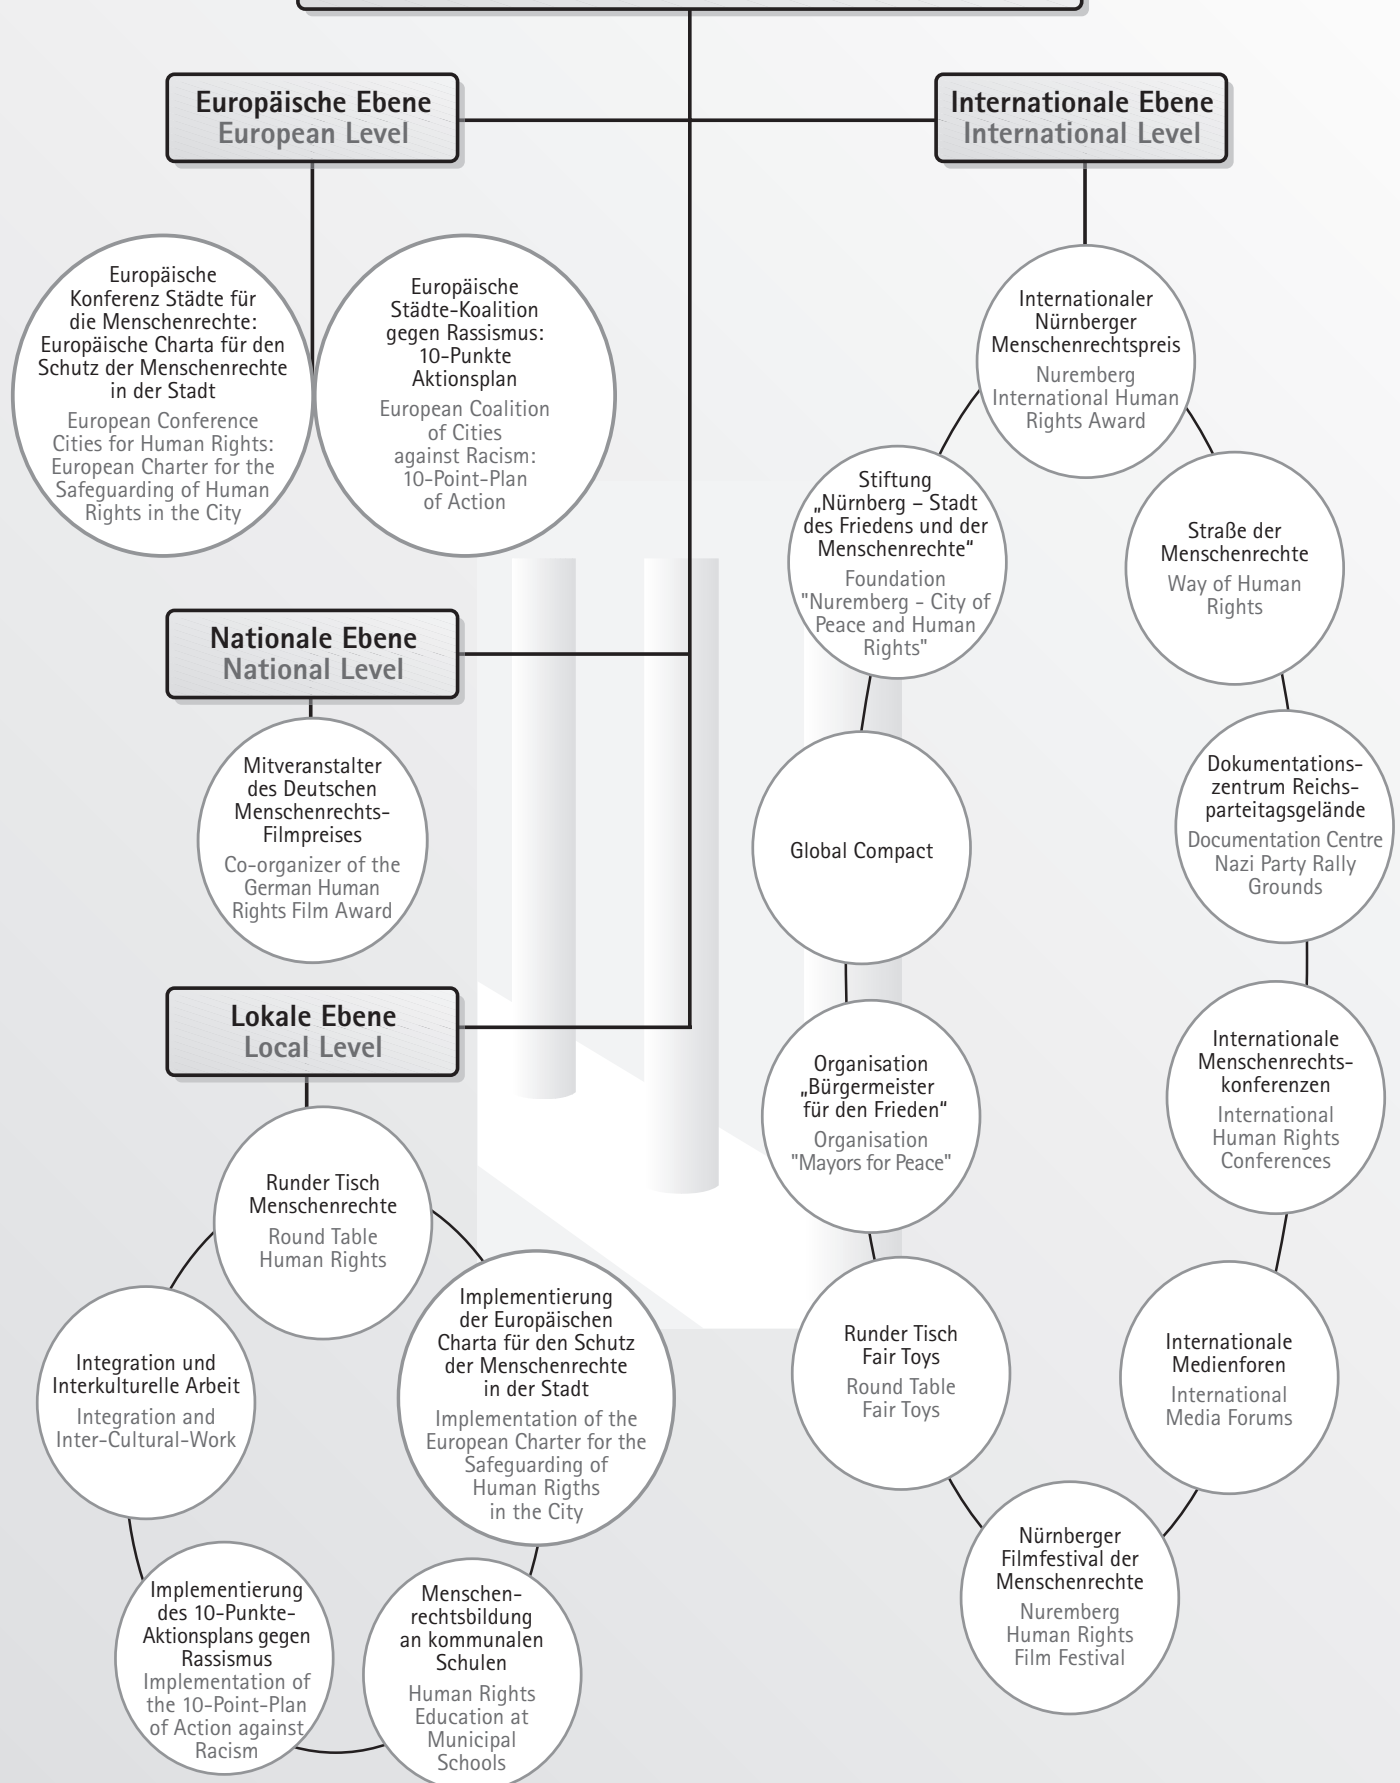 Europäische Ebene
European Level
Internationale Ebene
International Level
Europäische
Konferenz Städte für
die Menschenrechte:
Europäische Charta für den
Schutz der Menschenrechte
in der Stadt
European Conference
Cities for Human Rights:
European Charter for the
Safeguarding of Human
Rights in the City
Europäische
Städte-Koalition
gegen Rassismus:
10-Punkte
Aktionsplan
European Coalition
of Cities
against Racism:
10-Point-Plan
of Action
Internationaler
Nürnberger
Menschenrechtspreis
Nuremberg
International Human
Rights Award
Stiftung
„Nürnberg – Stadt
des Friedens und der
Menschenrechte“
Foundation
"Nuremberg - City of
Peace and Human
Rights"
Straße der
Menschenrechte
Way of Human
Rights
Nationale Ebene
National Level
Mitveranstalter
des Deutschen
Menschenrechts-
Filmpreises
Co-organizer of the
German Human
Rights Film Award
Global Compact
Dokumentations-
zentrum Reichs-
parteitagsgelände
Documentation Centre
Nazi Party Rally
Grounds
Lokale Ebene
Local Level
Organisation
„Bürgermeister
für den Frieden“
Organisation
"Mayors for Peace"
Internationale
Menschenrechts-
konferenzen
International
Human Rights
Conferences
Runder Tisch
Menschenrechte
Round Table
Human Rights
Integration und
Interkulturelle Arbeit
Integration and
Inter-Cultural-Work
Implementierung
der Europäischen
Charta für den Schutz
der Menschenrechte
in der Stadt
Implementation of the
European Charter for the
Safeguarding of
Human Rigths
in the City
Runder Tisch
Fair Toys
Round Table
Fair Toys
Internationale
Medienforen
International
Media Forums
Implementierung
des 10-Punkte-
Aktionsplans gegen
Rassismus
Implementation of
the 10-Point-Plan
of Action against
Racism
Menschen-
rechtsbildung
an kommunalen
Schulen
Human Rights
Education at
Municipal
Schools
Nürnberger
Filmfestival der
Menschenrechte
Nuremberg
Human Rights
Film Festival